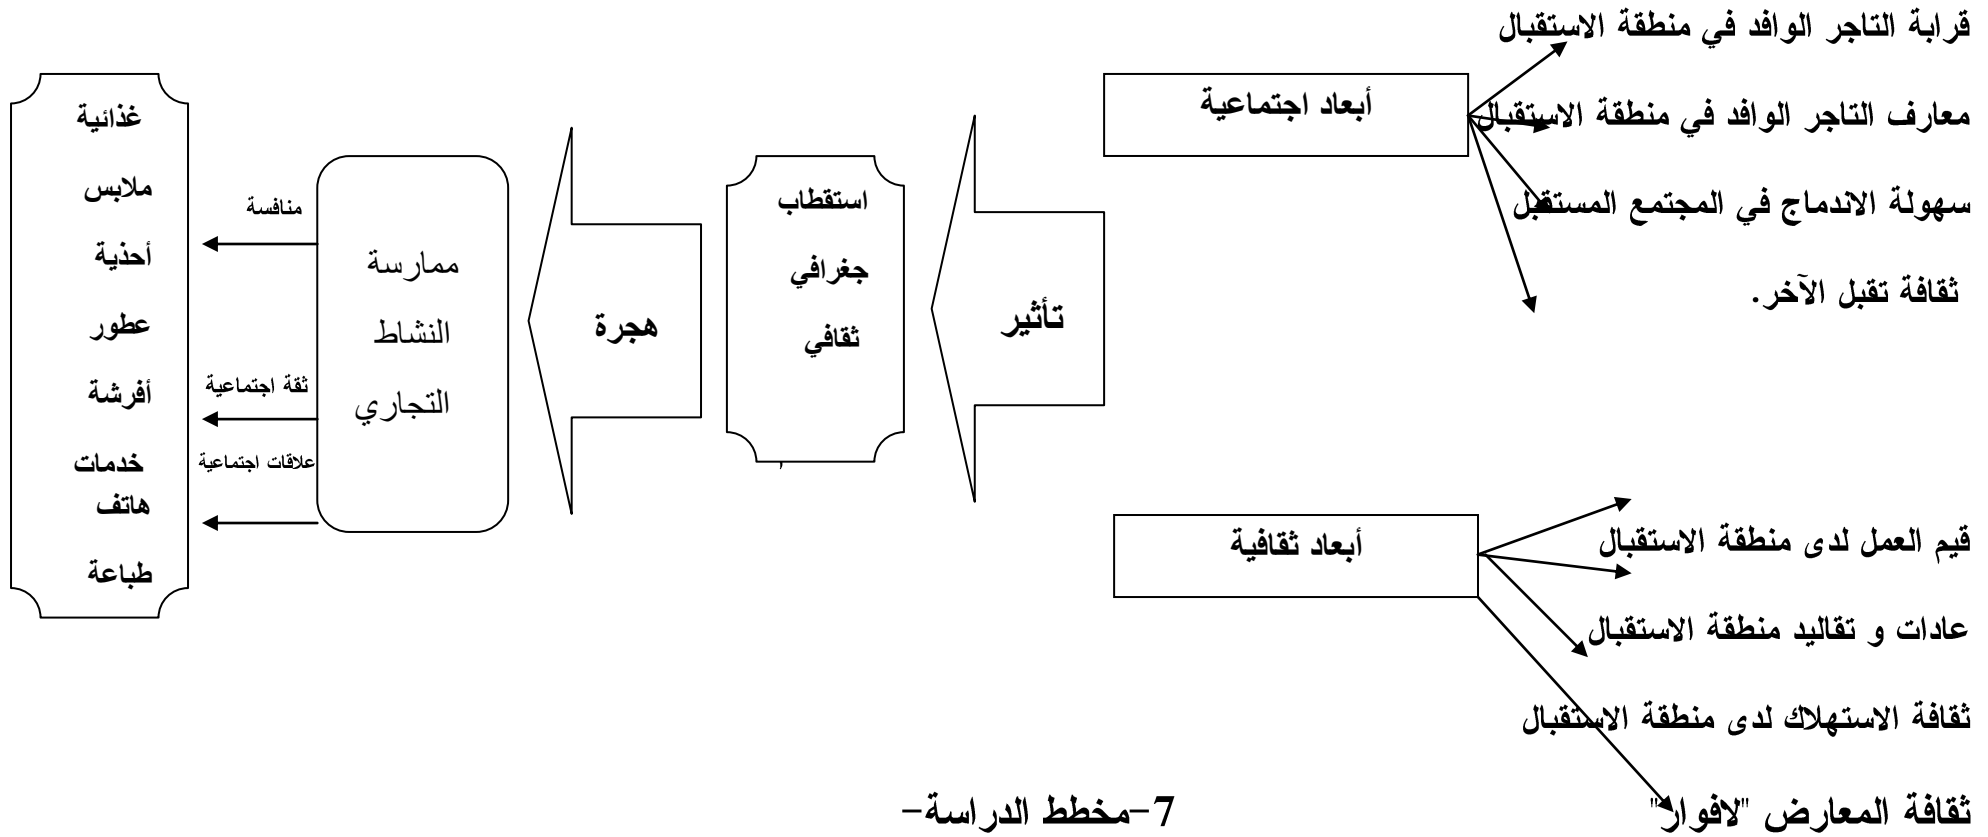 قرابة التاجر الوافد في منطقة الاستقبال
معارف التاجر الوافد في منطقة الاستقبال
سهولة الاندماج في المجتمع المستقبل
ثقافة تقبل الآخر.
أبعاد اجتماعية
أبعاد ثقافية
قيم العمل لدى منطقة الاستقبال
عادات و تقاليد منطقة الاستقبال
ثقافة الاستهلاك لدى منطقة الاستقبال
ثقافة المعارض "لافوار"
تأثير
استقطاب
جغرافي
ثقافي
هجرة
ممارسة
النشاط
التجاري
منافسة
ثقة اجتماعية
علاقات اجتماعية
غذائية
ملابس
أحذية
عطور
أفرشة
خدمات
هاتف
طباعة
7-مخطط الدراسة-